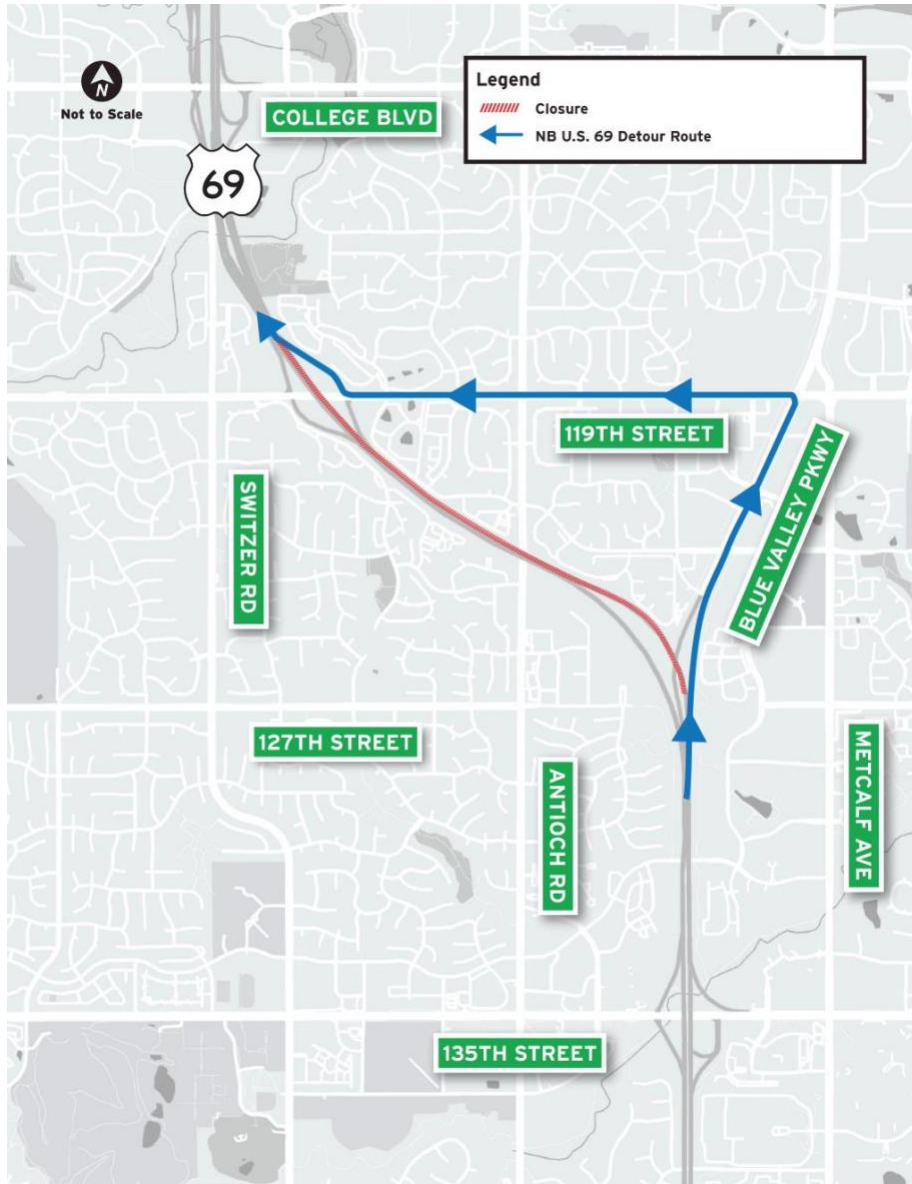 N
Not to Scale
Legend
Closure
NB U.S. 69 Detour Route
COLLEGE BLVD
69
119TH STREET
BLUE VALLEY PKWY
SWITZER RD
127TH STREET
ANTIOCH RD
METCALF AVE
135TH STREET